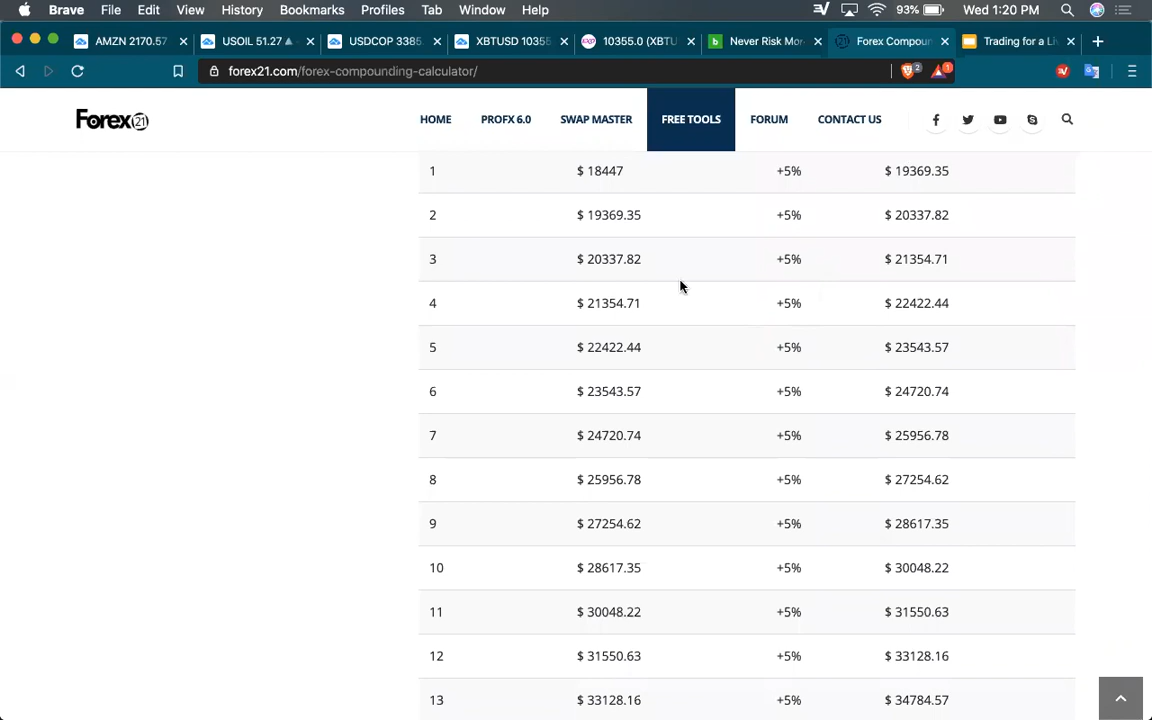 Brave File Edit View History Bookmarks Profiles Tab Window Help 93% Wed 1:20 PM
AMZN 2170.57 USOIL 51.27 USDCOP 3385. XBTUSD 10355 10355.0 (XBTU Never Risk Mor Forex Compoun Trading for a Li
forex21.com/forex-compounding-calculator/ 2 1
Forex21 HOME PROFX 6.0 SWAP MASTER FREE TOOLS FORUM CONTACT US
1 $ 18447 +5% $ 19369.35
2 $ 19369.35 +5% $ 20337.82
3 $ 20337.82 +5% $ 21354.71
4 $ 21354.71 +5% $ 22422.44
5 $ 22422.44 +5% $ 23543.57
6 $ 23543.57 +5% $ 24720.74
7 $ 24720.74 +5% $ 25956.78
8 $ 25956.78 +5% $ 27254.62
9 $ 27254.62 +5% $ 28617.35
10 $ 28617.35 +5% $ 30048.22
11 $ 30048.22 +5% $ 31550.63
12 $ 31550.63 +5% $ 33128.16
13 $ 33128.16 +5% $ 34784.57